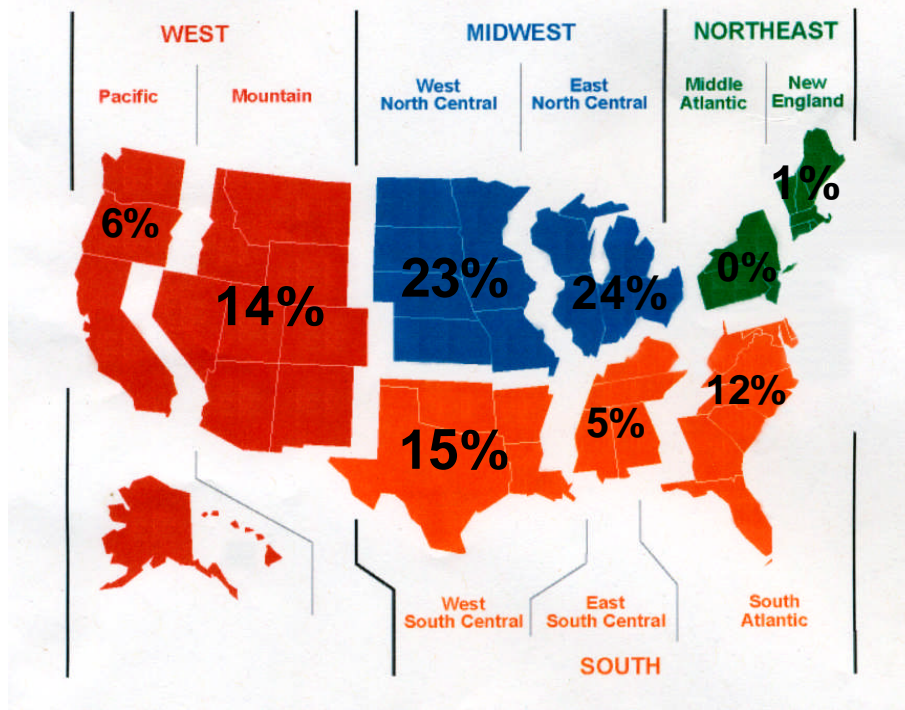 WEST
MIDWEST
NORTHEAST
Pacific
Mountain
West
North Central
East
North Central
Middle
Atlantic
New
England
1%
6%
0%
23%
24%
14%
12%
5%
15%
West
South Central
East
South Central
South
Atlantic
SOUTH